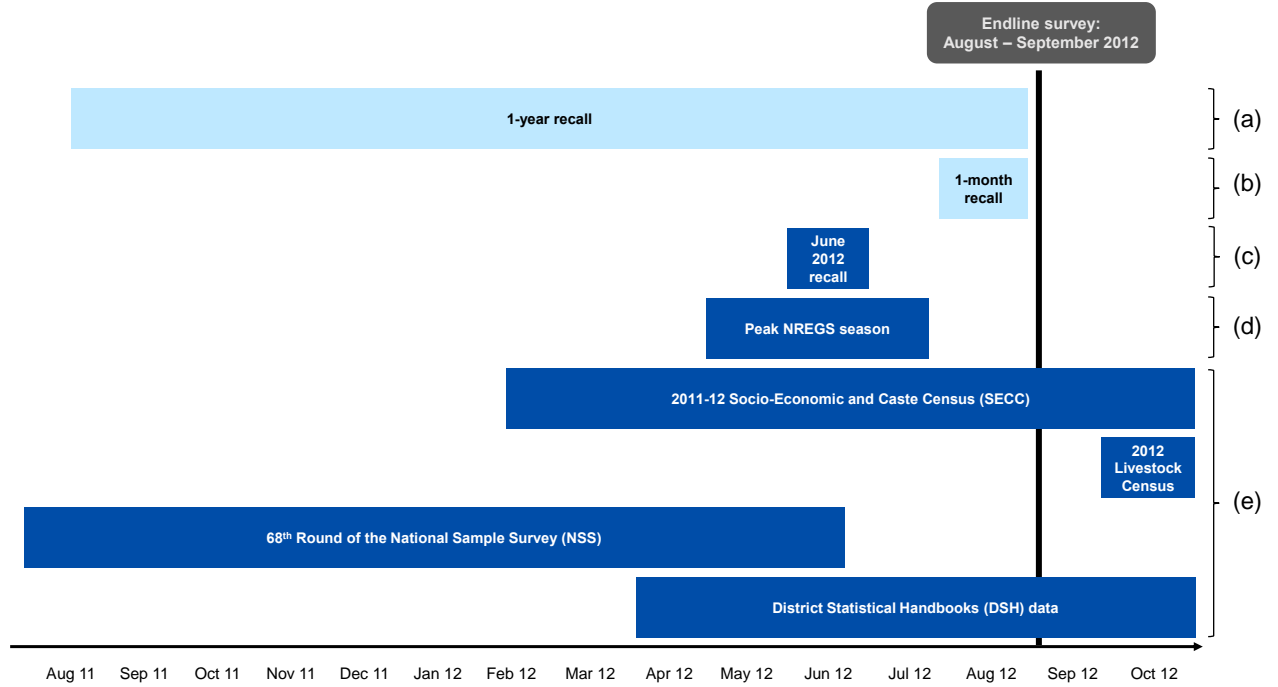 Endline survey:
August – September 2012
1-year recall
(a)
1-month
recall
(b)
June
2012
recall
(c)
Peak NREGS season
(d)
2011-12 Socio-Economic and Caste Census (SECC)
2012
Livestock
Census
(e)
68th Round of the National Sample Survey (NSS)
District Statistical Handbooks (DSH) data
Aug 11 Sep 11 Oct 11 Nov 11 Dec 11 Jan 12 Feb 12 Mar 12 Apr 12 May 12 Jun 12 Jul 12 Aug 12 Sep 12 Oct 12